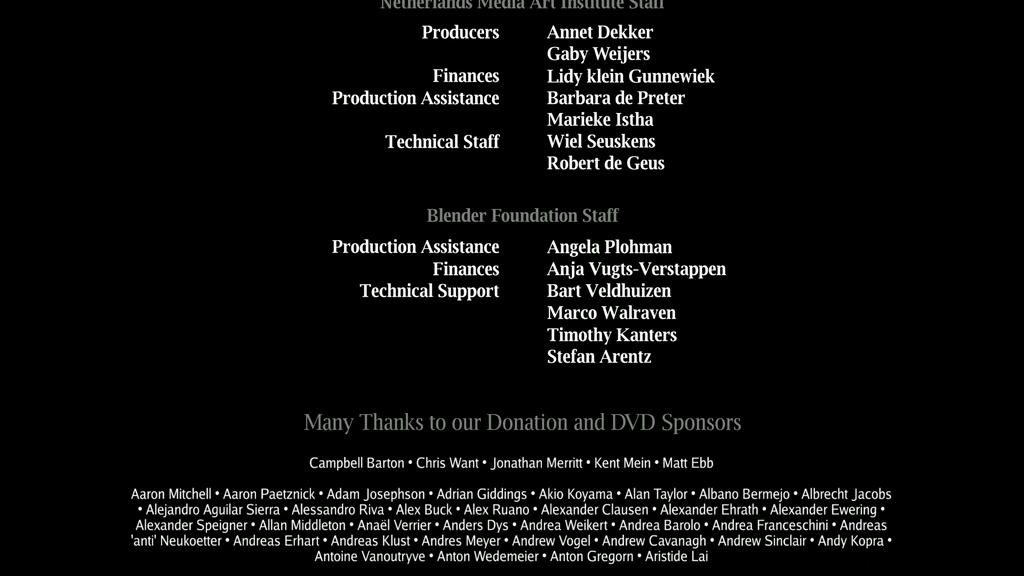 Netherlands Media Art Institute Staff
Producers Annet Dekker
Gaby Weijers
Finances Lidy klein Gunnewiek
Production Assistance Barbara de Preter
Marieke Istha
Technical Staff Wiel Seuskens
Robert de Geus
Blender Foundation Staff
Production Assistance Angela Plohman
Finances Anja Vugts-Verstappen
Technical Support Bart Veldhuizen
Marco Walraven
Timothy Kanters
Stefan Arentz
Many Thanks to our Donation and DVD Sponsors
Campbell Barton • Chris Want • Jonathan Merritt • Kent Mein • Matt Ebb
Aaron Mitchell • Aaron Paetznick • Adam Josephson • Adrian Giddings • Akio Koyama • Alan Taylor • Albano Bermejo • Albrecht Jacobs
• Alejandro Aguilar Sierra • Alessandro Riva • Alex Buck • Alex Ruano • Alexander Clausen • Alexander Ehrath • Alexander Ewering •
Alexander Speigner • Allan Middleton • Anaël Verrier • Anders Dys • Andrea Weikert • Andrea Barolo • Andrea Franceschini • Andreas
'anti' Neukoetter • Andreas Erhart • Andreas Klust • Andres Meyer • Andrew Vogel • Andrew Cavanagh • Andrew Sinclair • Andy Kopra •
Antoine Vanoutryve • Anton Wedemeier • Anton Gregorn • Aristide Lai